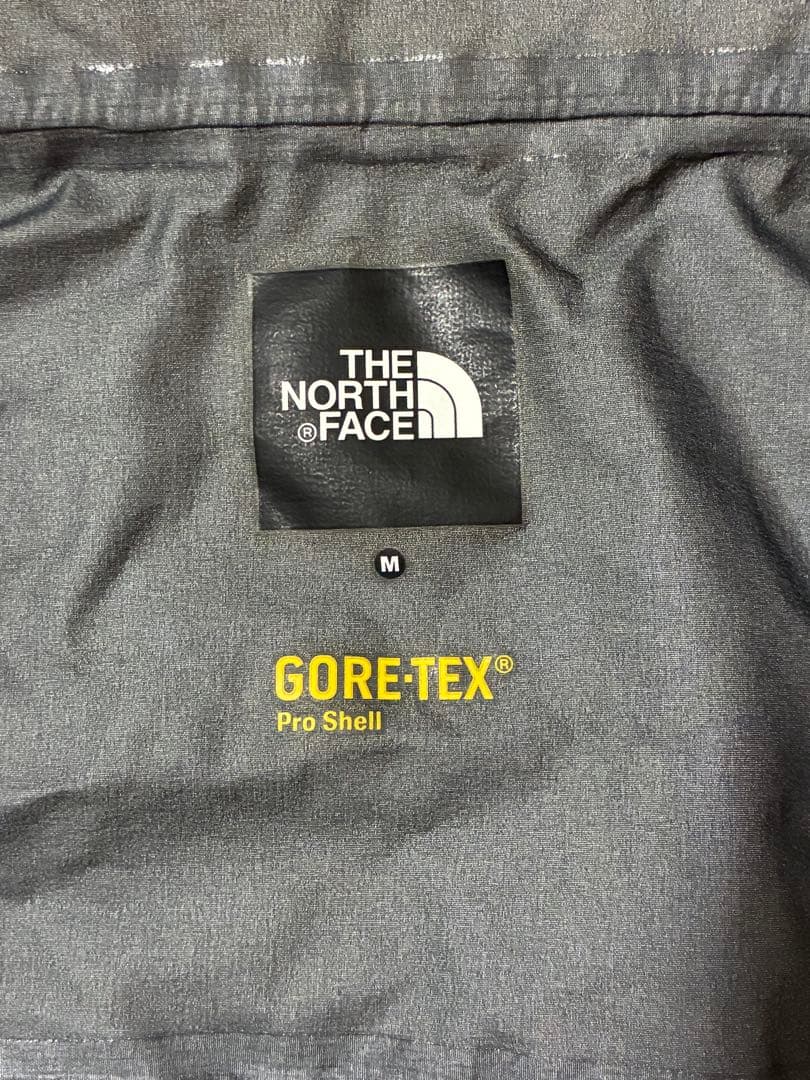 THE
NORTH
®FACE
M
GORE-TEX®
Pro Shell